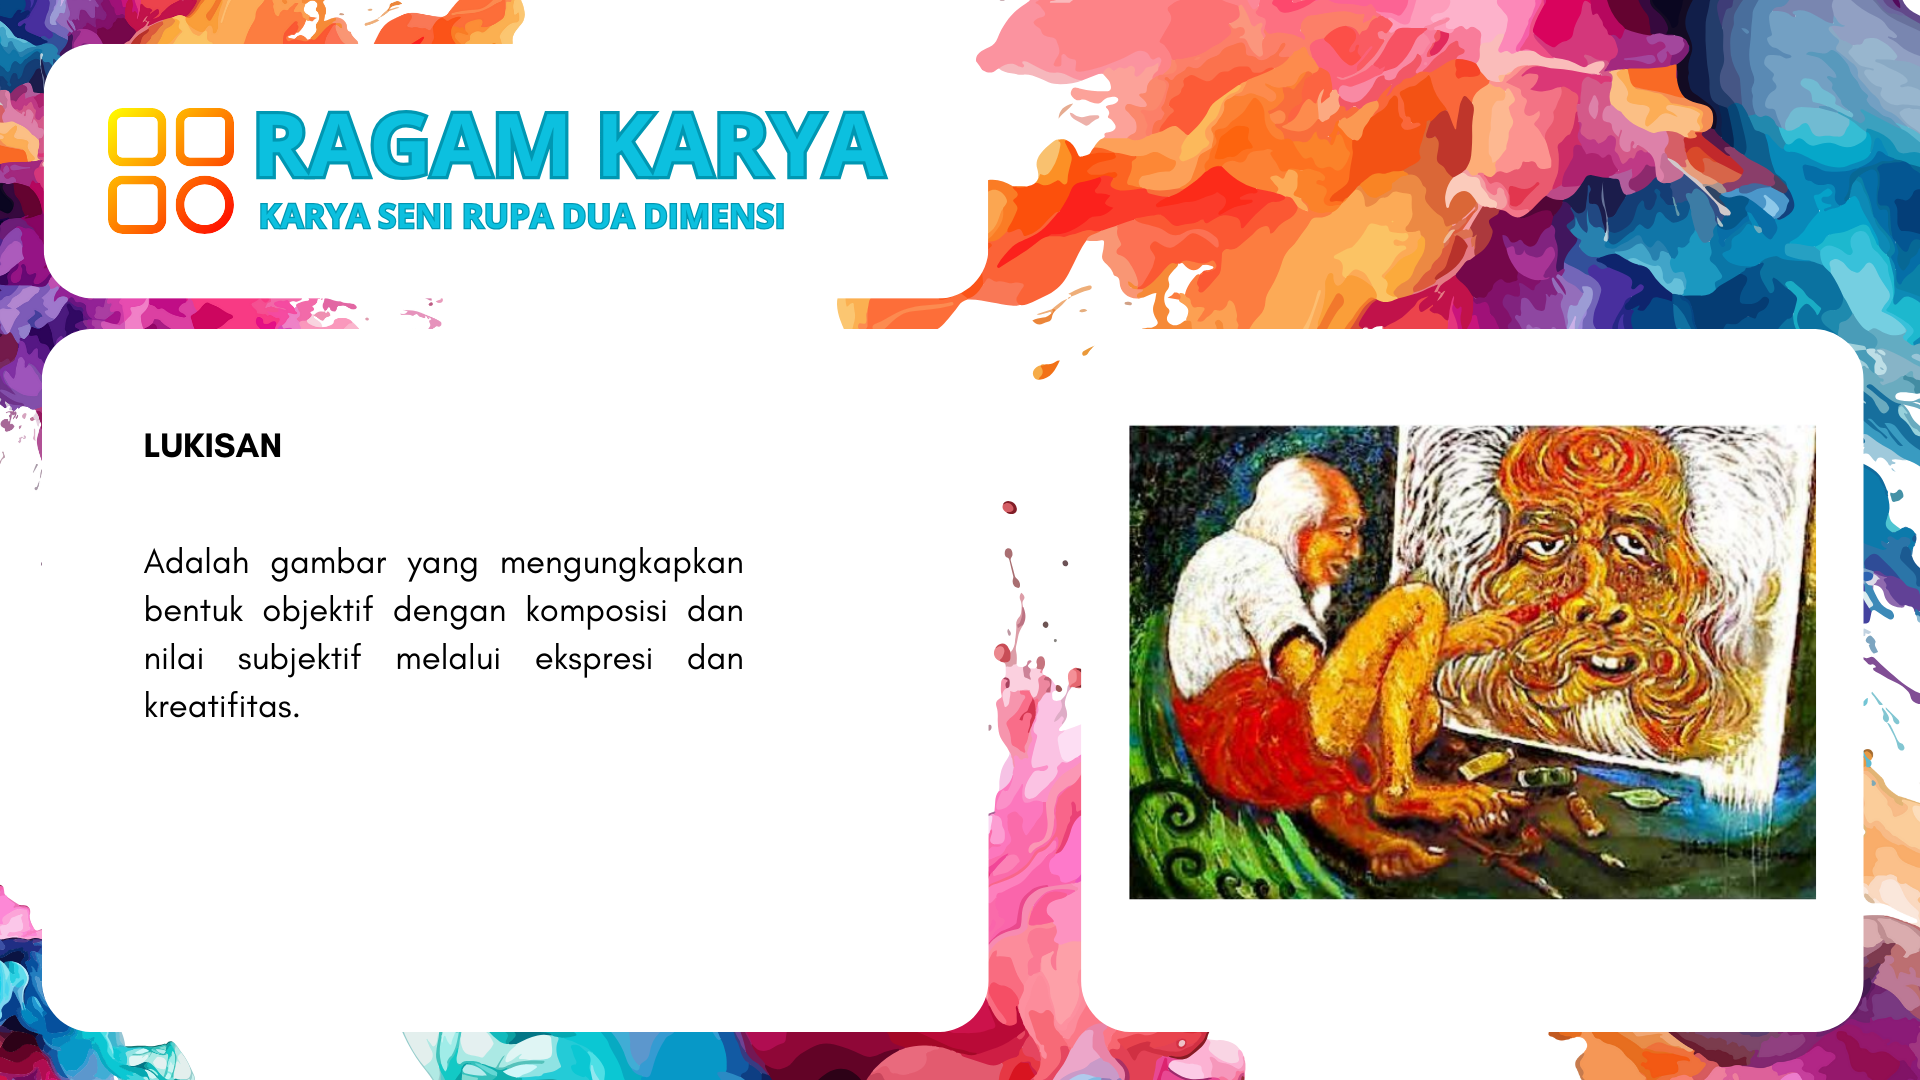 RAGAM KARYA
KARYA SENI RUPA DUA DIMENSI
LUKISAN
Adalah gambar yang mengungkapkan
bentuk objektif dengan komposisi dan
nilai subjektif melalui ekspresi dan
kreatifitas.